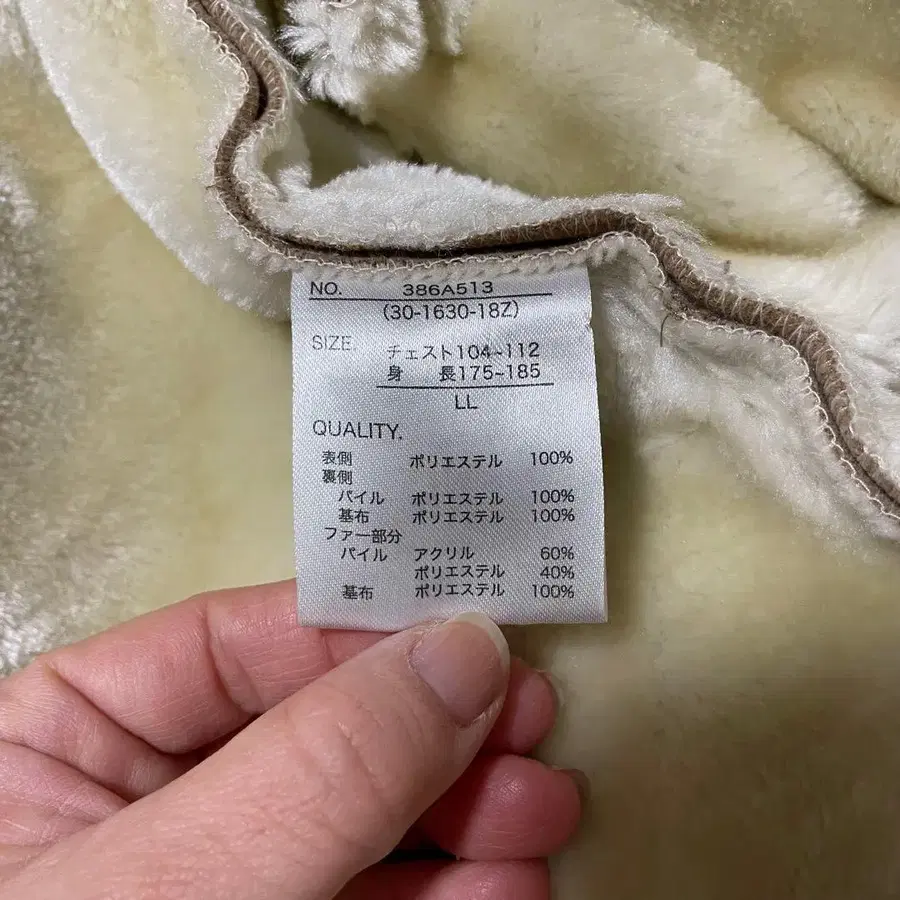 NO. 386A513
(30-1630-18Z)
SIZE. チェスト104~112
身 長175~185
LL
QUALITY.
表側 ポリエステル 100%
裏側
パイル ポリエステル 100%
基布 ポリエステル 100%
ファー部分
パイル アクリル 60%
ポリエステル 40%
基布 ポリエステル 100%